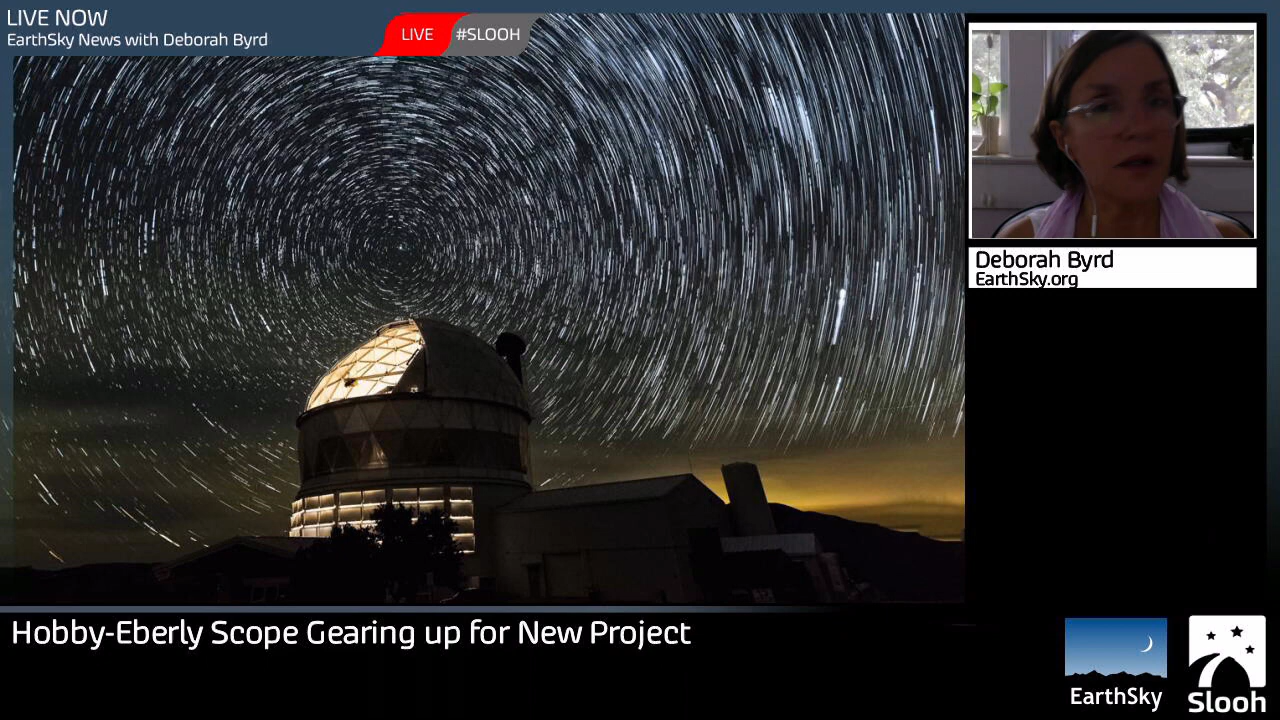 LIVE NOW
EarthSky News with Deborah Byrd
LIVE
#SLOOH
Deborah Byrd
EarthSky.org
Hobby-Eberly Scope Gearing up for New Project
EarthSky
Slooh